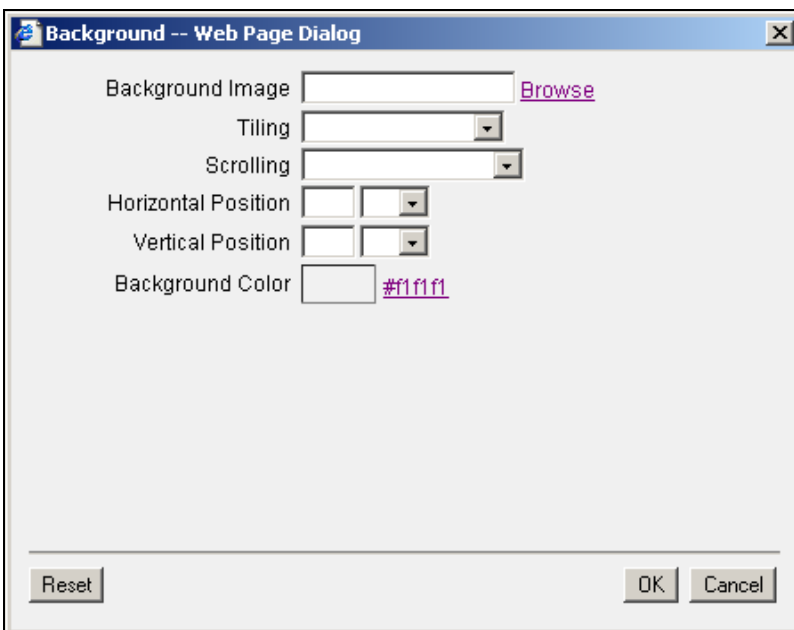 Background -- Web Page Dialog
Background Image Browse
Tiling
Scrolling
Horizontal Position
Vertical Position
Background Color #f1f1f1
Reset OK Cancel